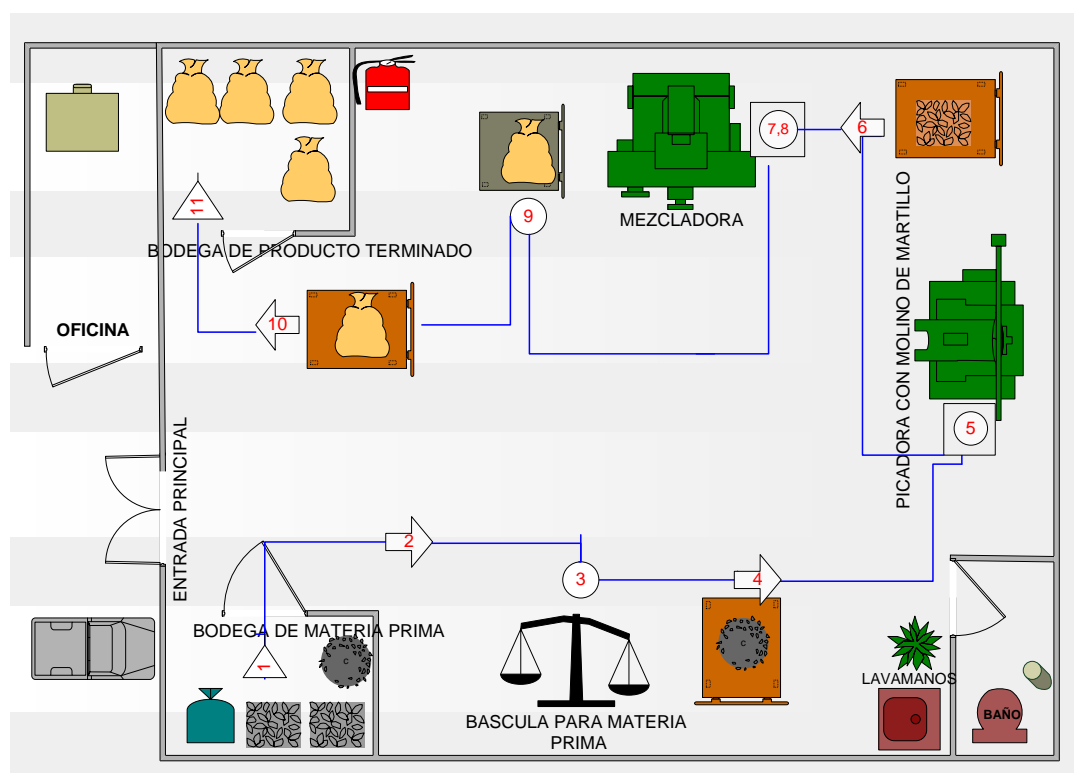 7,8
6
11
9
MEZCLADORA
BODEGA DE PRODUCTO TERMINADO
PICADORA CON MOLINO DE MARTILLO
OFICINA
10
5
ENTRADA PRINCIPAL
2
3
4
BODEGA DE MATERIA PRIMA
1
C
C
LAVAMANOS
BASCULA PARA MATERIA
PRIMA
BAÑO